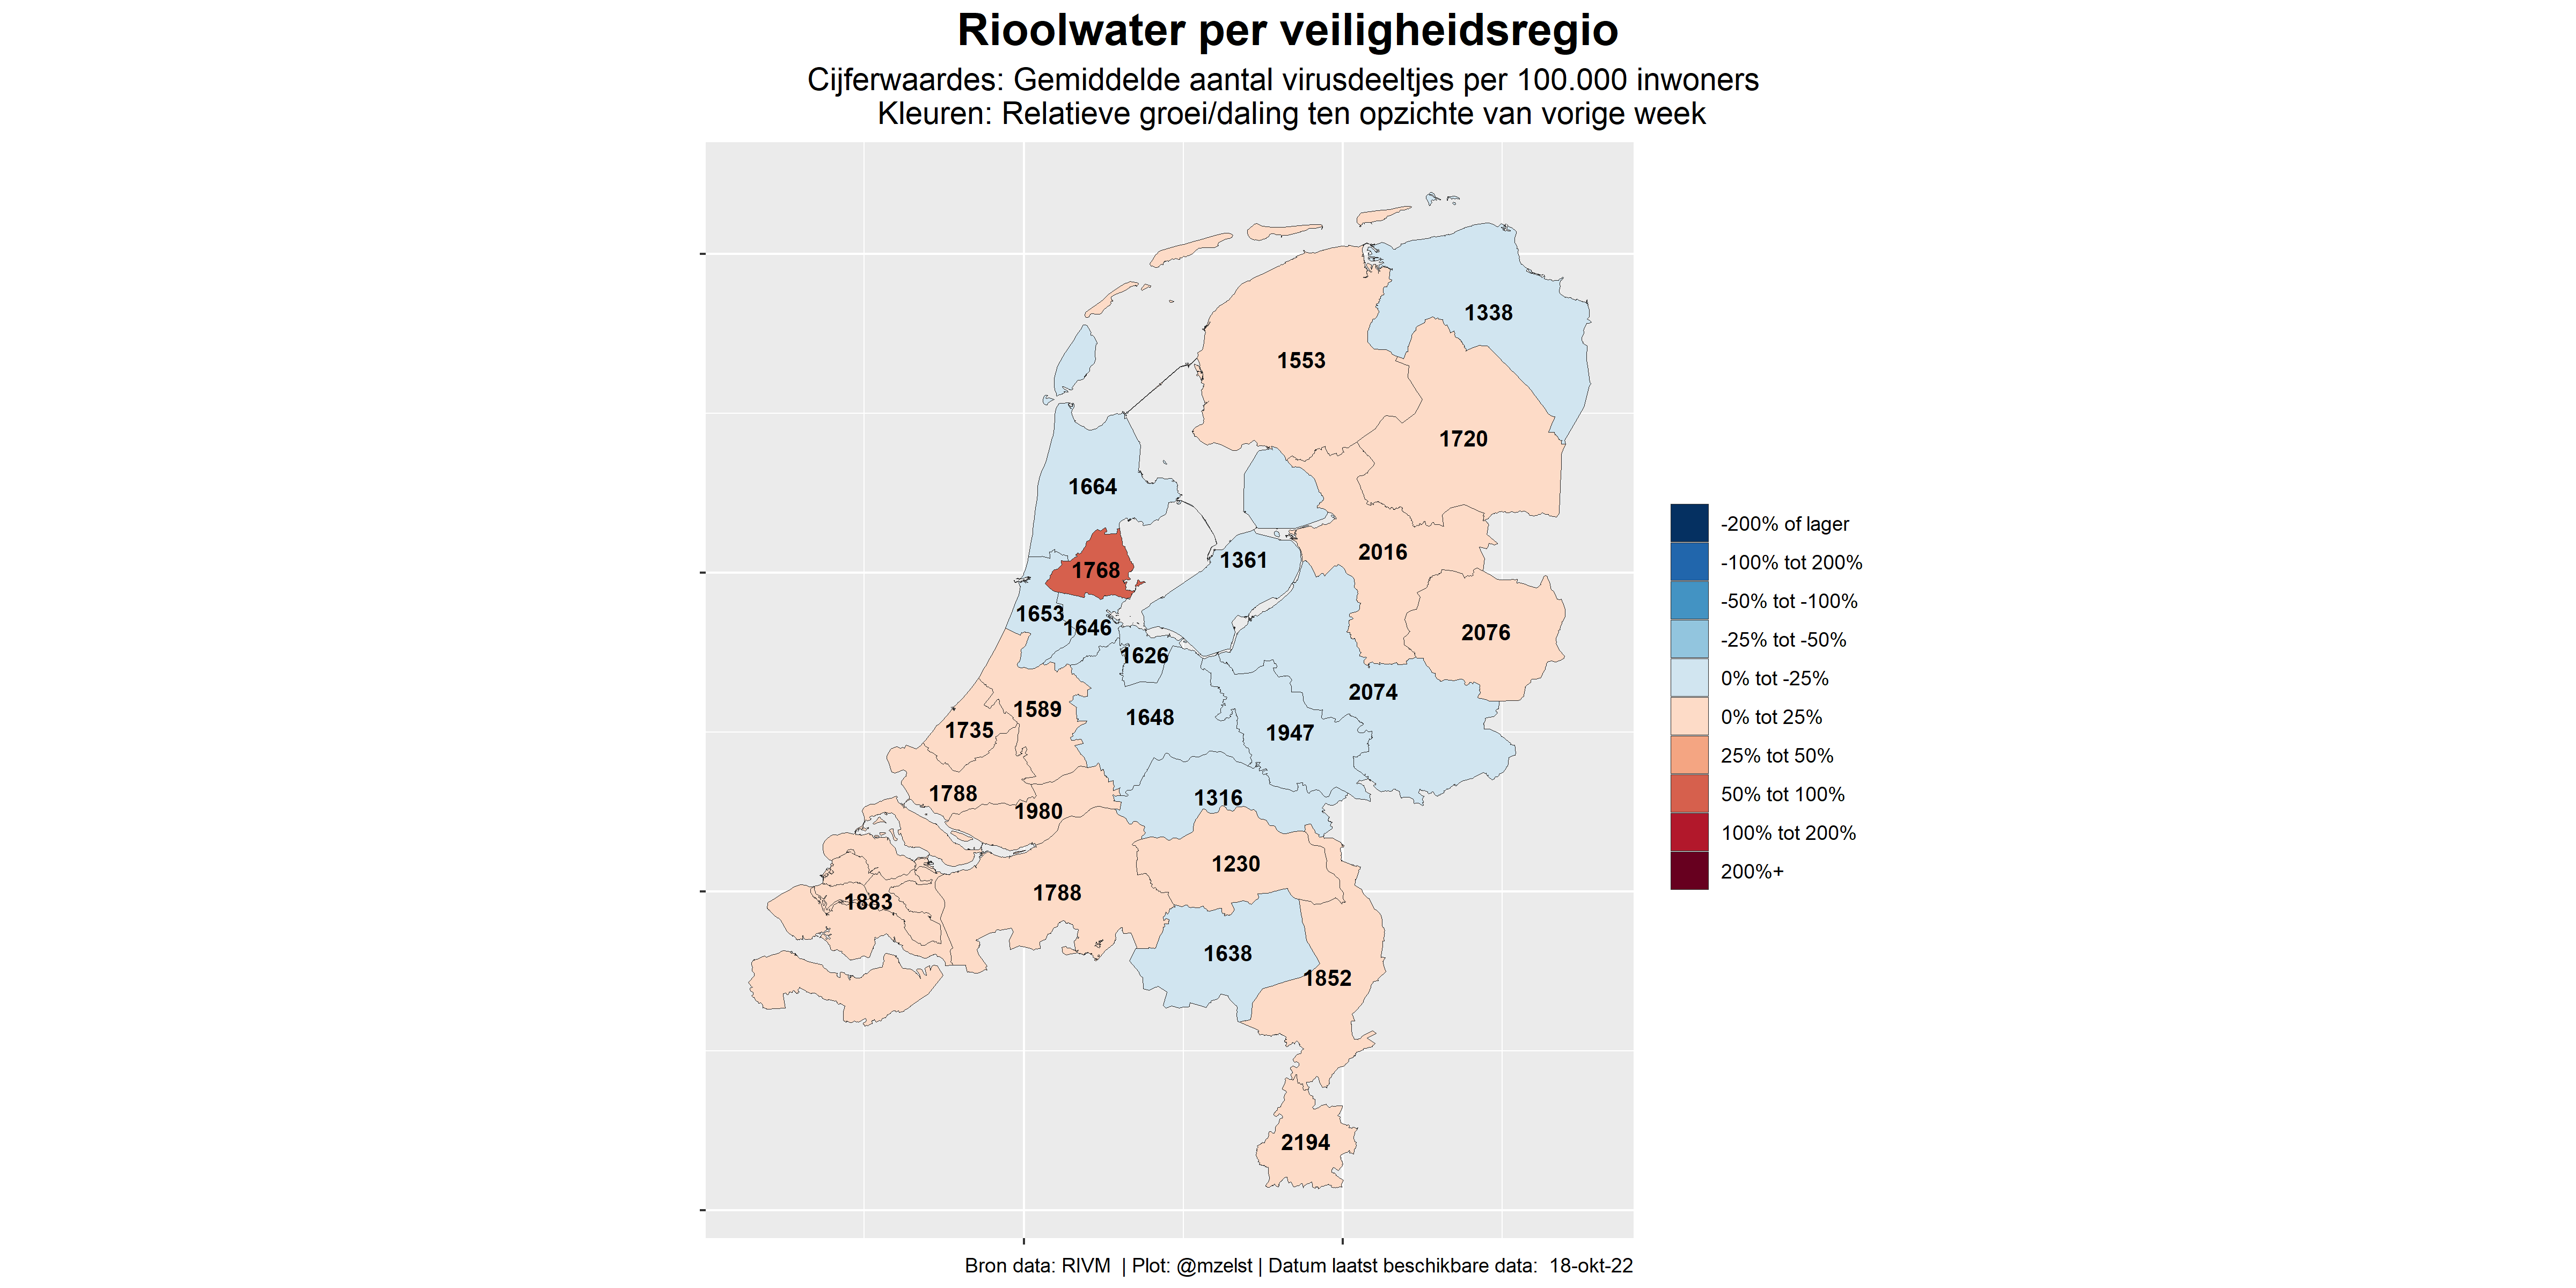 Rioolwater per veiligheidsregio
Cijferwaardes: Gemiddelde aantal virusdeeltjes per 100.000 inwoners
Kleuren: Relatieve groei/daling ten opzichte van vorige week
1338
1553
1720
1664
2016
1361
1768
1653
1646
2076
1626
2074
1589
1648
1735
1947
1788
1316
1980
1230
1788
1883
1638
1852
2194
-200% of lager
-100% tot 200%
-50% tot -100%
-25% tot -50%
0% tot -25%
0% tot 25%
25% tot 50%
50% tot 100%
100% tot 200%
200%+
Bron data: RIVM | Plot: @mzelst | Datum laatst beschikbare data: 18-okt-22